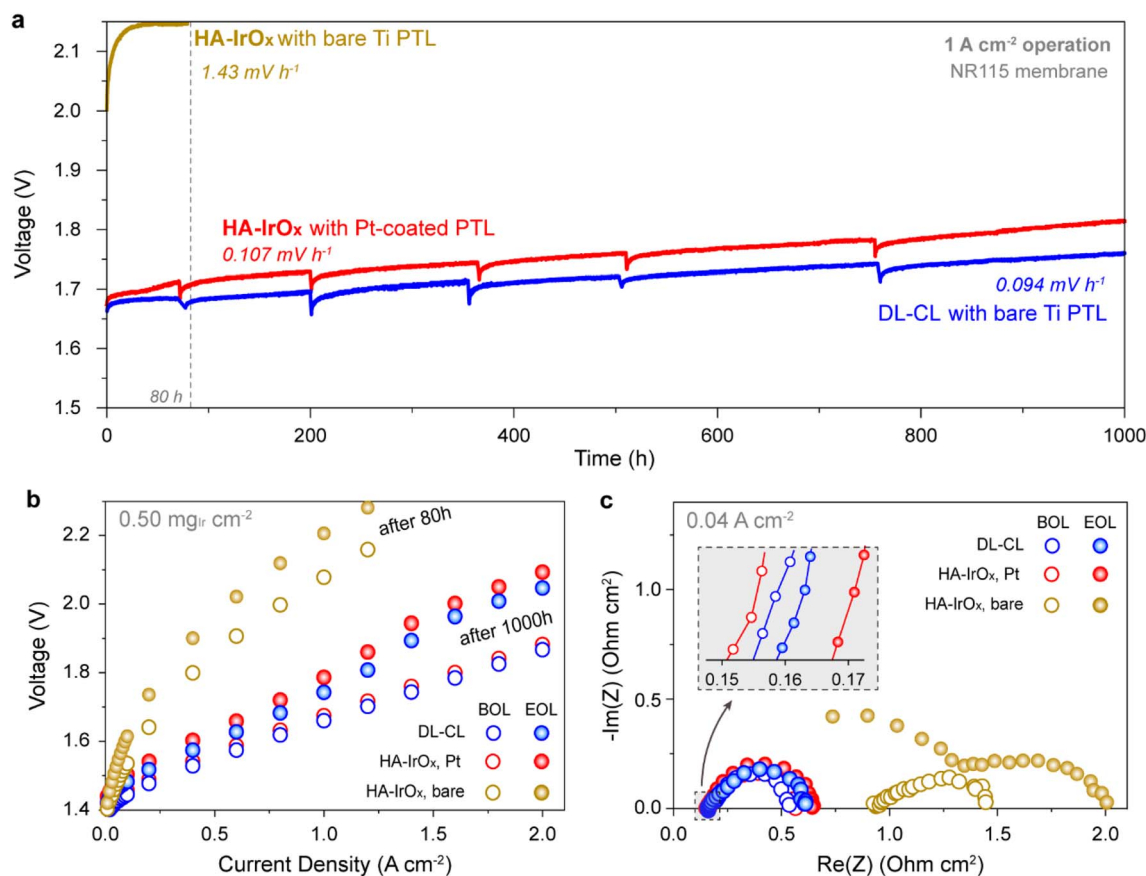 a
HA-IrOₓ with bare Ti PTL
1.43 mV h⁻¹
1 A cm⁻² operation
NR115 membrane
HA-IrOₓ with Pt-coated PTL
0.107 mV h⁻¹
0.094 mV h⁻¹
DL-CL with bare Ti PTL
80 h
Voltage (V)
2.1
2.0
1.9
1.8
1.7
1.6
1.5
0 200 400 600 800 1000
Time (h)
b
0.50 mgIr cm⁻²
after 80h
after 1000h
BOL EOL
DL-CL
HA-IrOₓ, Pt
HA-IrOₓ, bare
Voltage (V)
2.2
2.0
1.8
1.6
1.4
0.0 0.5 1.0 1.5 2.0
Current Density (A cm⁻²)
c
0.04 A cm⁻²
BOL EOL
DL-CL
HA-IrOₓ, Pt
HA-IrOₓ, bare
0.15 0.16 0.17
-Im(Z) (Ohm cm²)
1.0
0.5
0.0
0.0 0.5 1.0 1.5 2.0
Re(Z) (Ohm cm²)